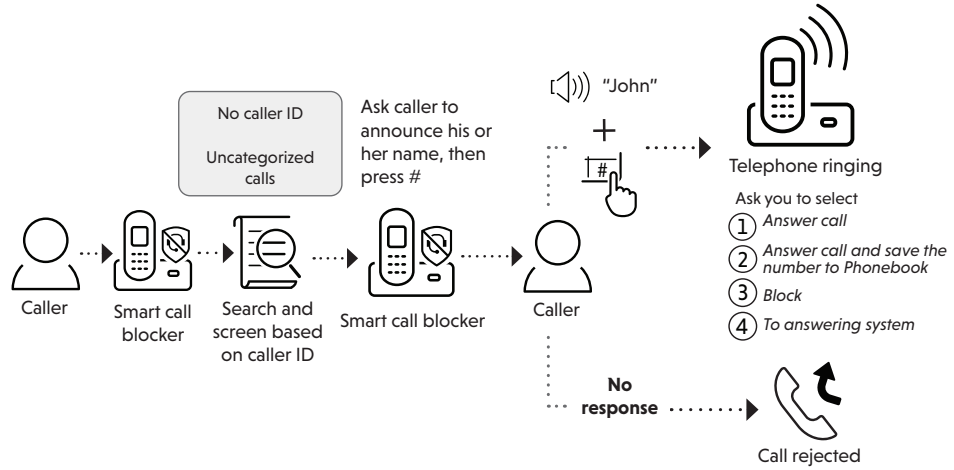 No caller ID
Uncategorized
calls
Ask caller to
announce his or
her name, then
press #
“John”
+
#
Telephone ringing
Ask you to select
1 Answer call
2 Answer call and save the
number to Phonebook
3 Block
4 To answering system
Caller
Smart call
blocker
Search and
screen based
on caller ID
Smart call blocker
Caller
No
response
Call rejected